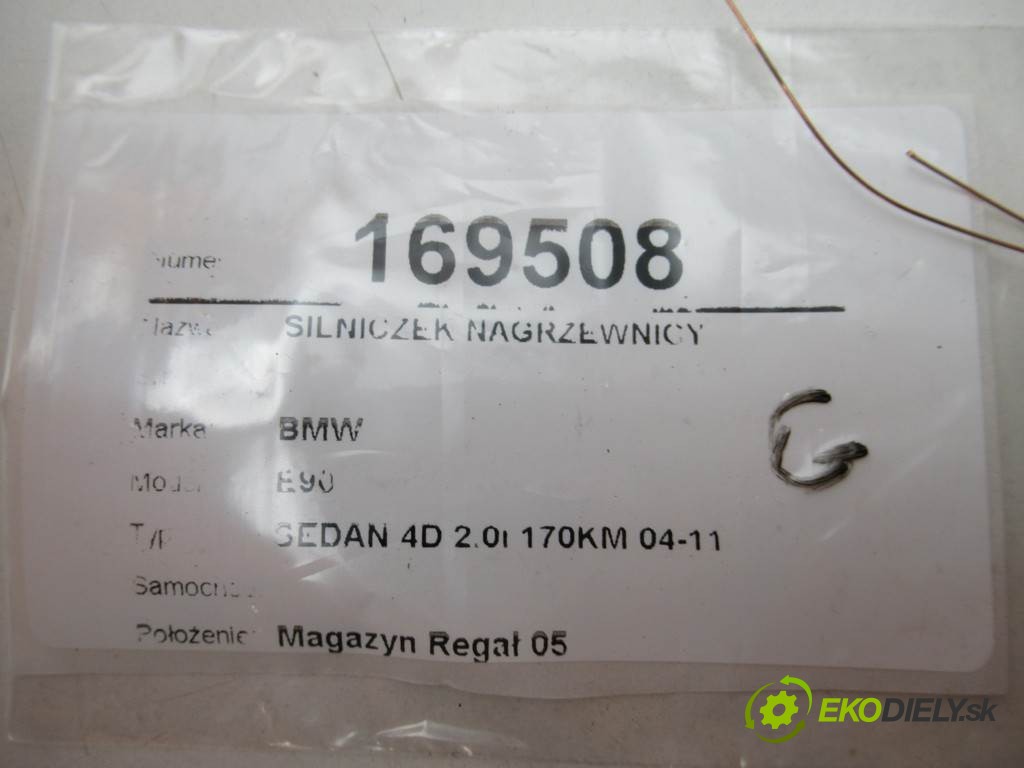 169508
SILNICZEK NAGRZEWNICY
Marka BMW
E90
SEDAN 4D 2.0i 170KM 04-11
Położenie: Magazyn Regał 05
G
EKODIELY.sk